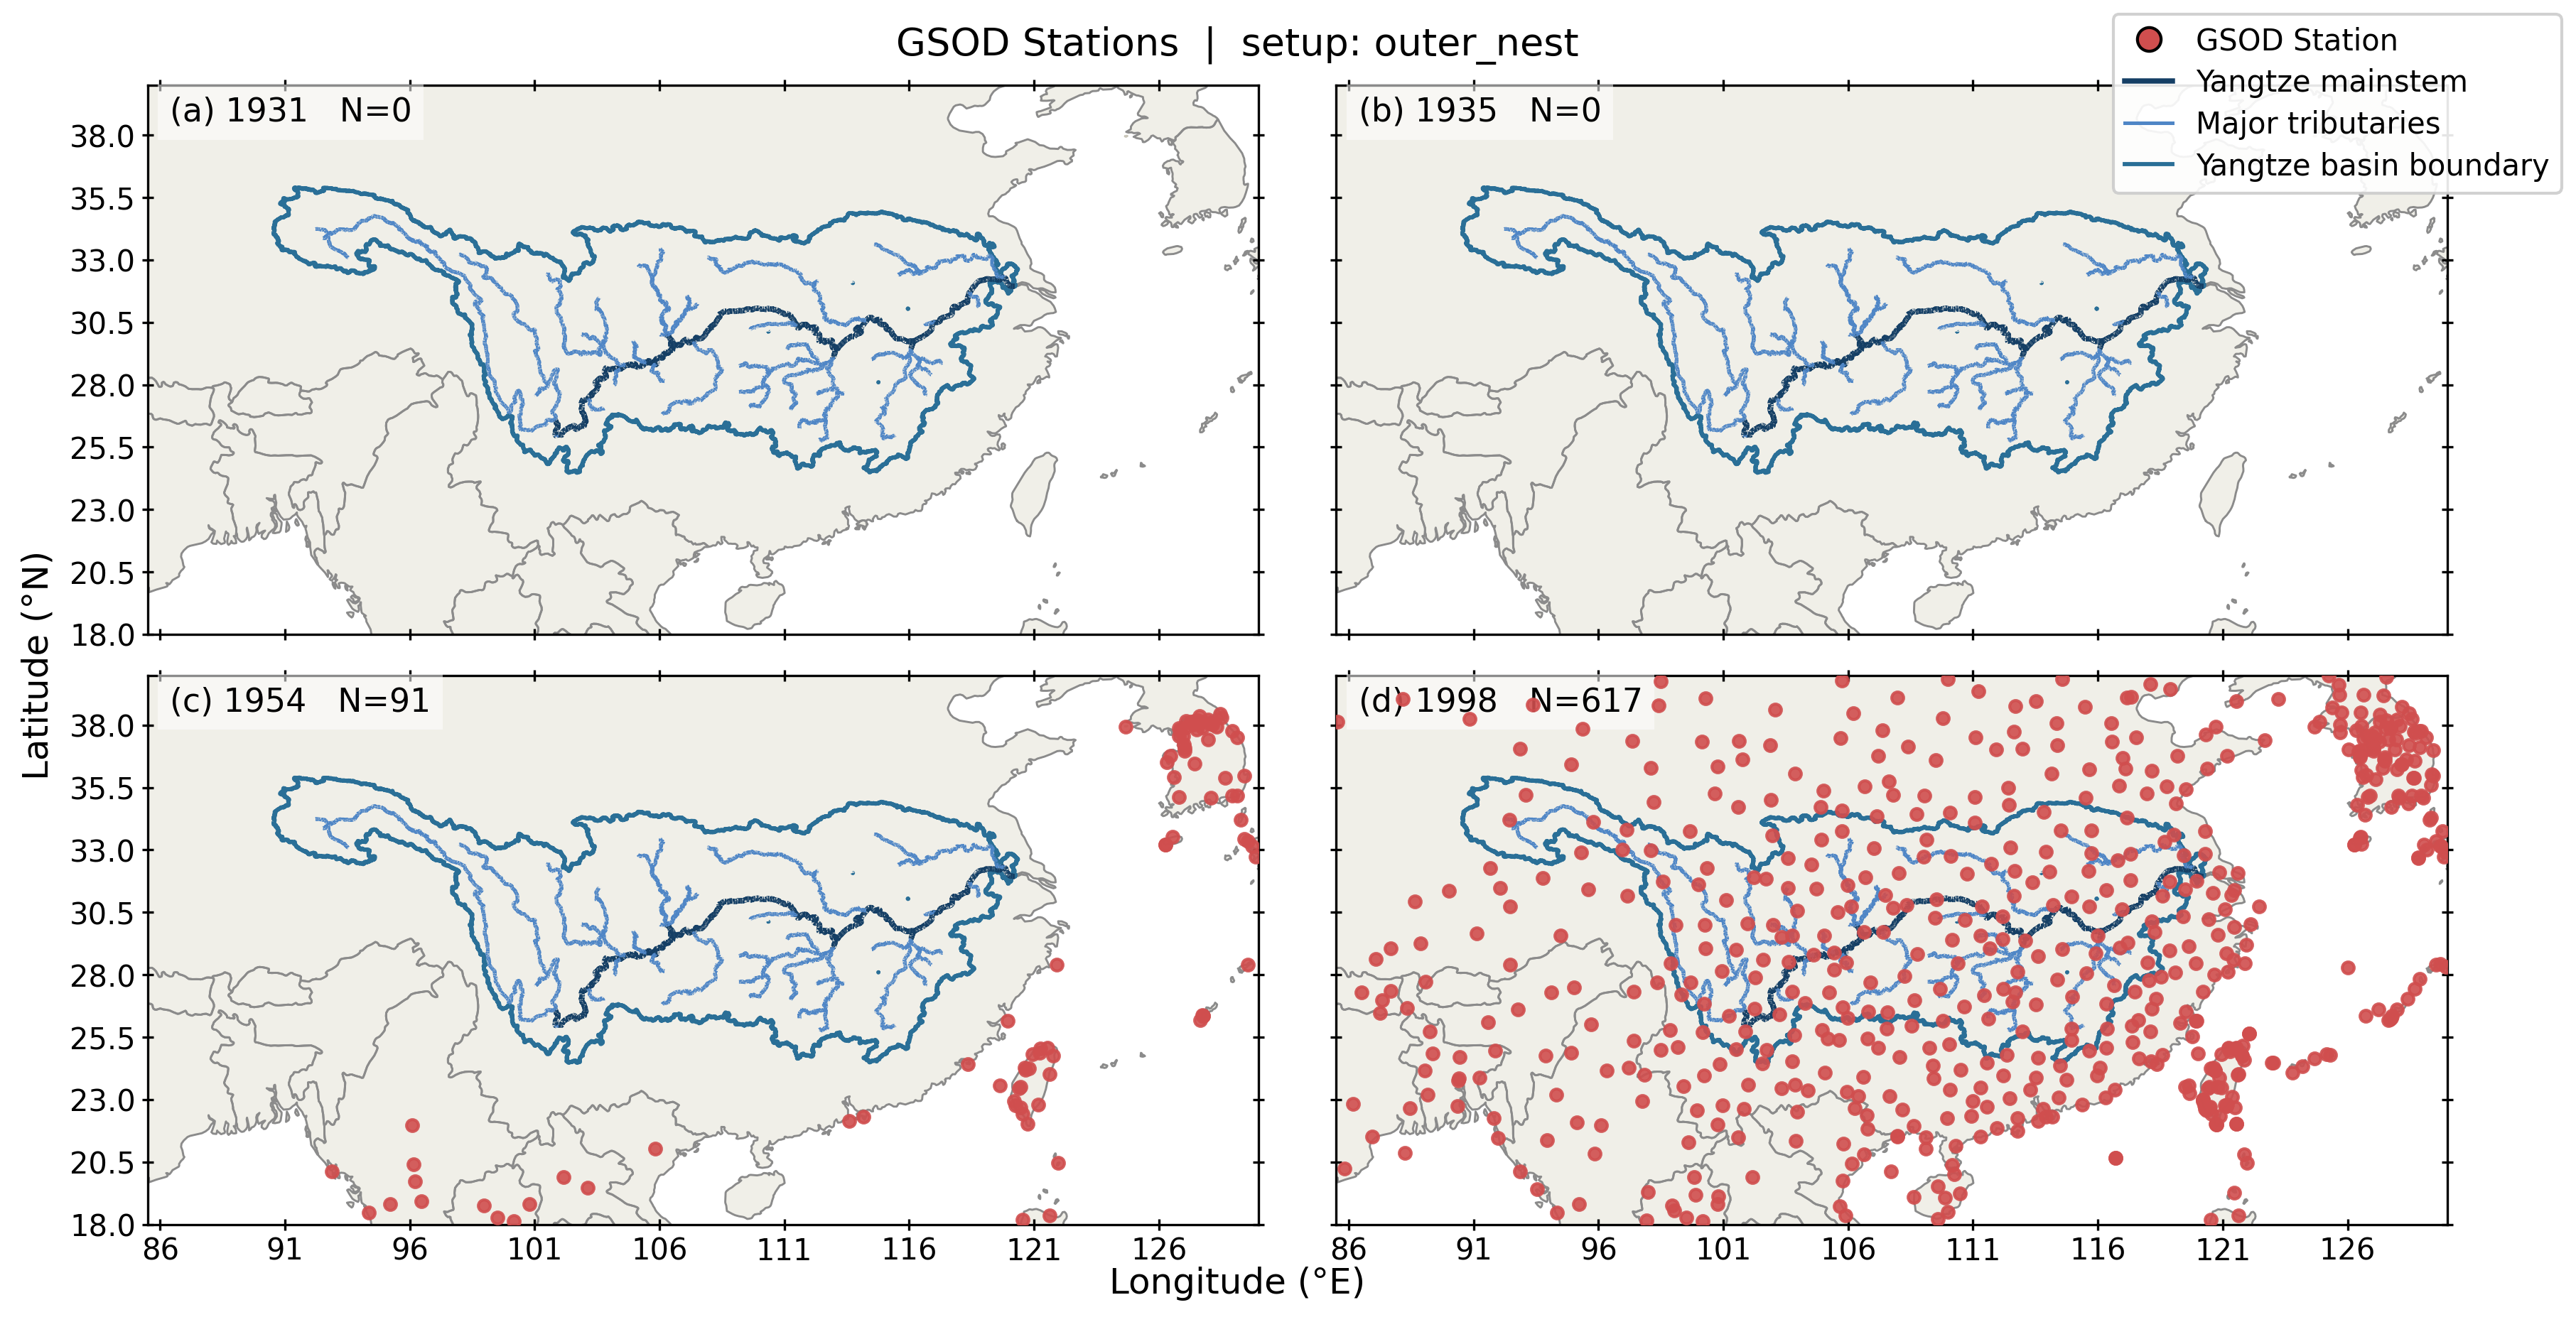 GSOD Stations | setup: outer_nest
GSOD Station
Yangtze mainstem
Major tributaries
Yangtze basin boundary
(a) 1931 N=0
(b) 1935 N=0
38.0
35.5
33.0
30.5
28.0
25.5
23.0
20.5
18.0
(c) 1954 N=91
(d) 1998 N=617
38.0
35.5
33.0
30.5
28.0
25.5
23.0
20.5
18.0
86 91 96 101 106 111 116 121 126
86 91 96 101 106 111 116 121 126
Latitude (°N)
Longitude (°E)